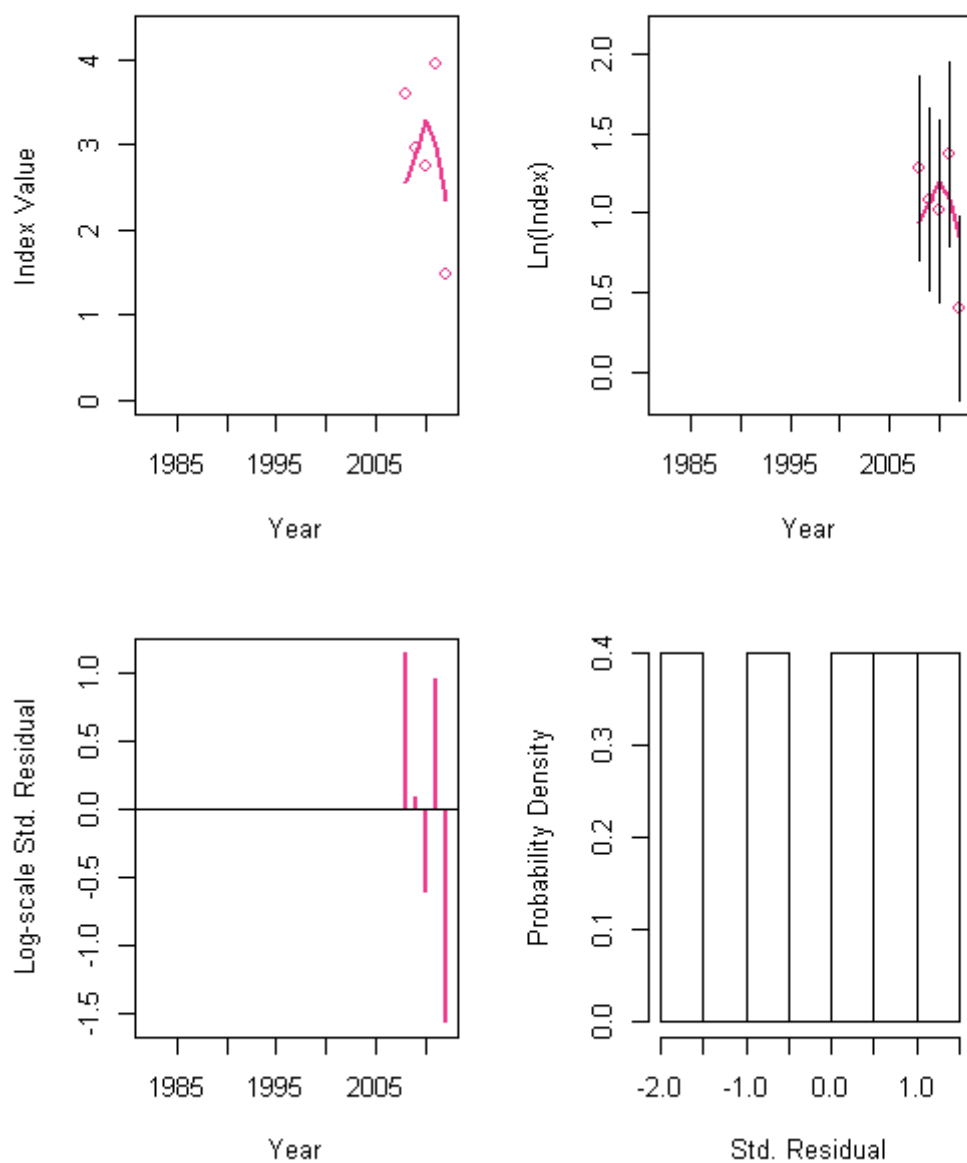 Index Value
4
3
2
1
0
1985 1995 2005
Year
Ln(Index)
2.0
1.5
1.0
0.5
0.0
1985 1995 2005
Year
Log-scale Std. Residual
1.0
0.5
0.0
-0.5
-1.0
-1.5
1985 1995 2005
Year
Probability Density
0.4
0.3
0.2
0.1
0.0
-2.0 -1.0 0.0 1.0
Std. Residual